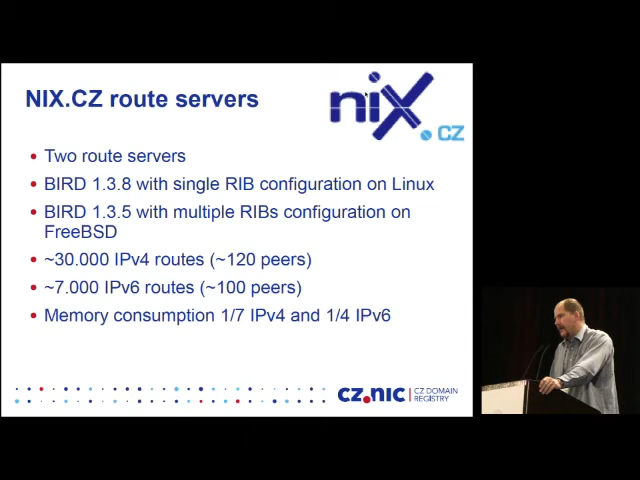 NIX.CZ route servers
nix
.CZ
• Two route servers
• BIRD 1.3.8 with single RIB configuration on Linux
• BIRD 1.3.5 with multiple RIBs configuration on
FreeBSD
• ~30.000 IPv4 routes (~120 peers)
• ~7.000 IPv6 routes (~100 peers)
• Memory consumption 1/7 IPv4 and 1/4 IPv6
CZ.NIC | CZ DOMAIN
REGISTRY